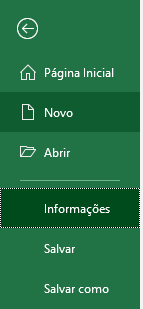 Página Inicial
Novo
Abrir
Informações
Salvar
Salvar como